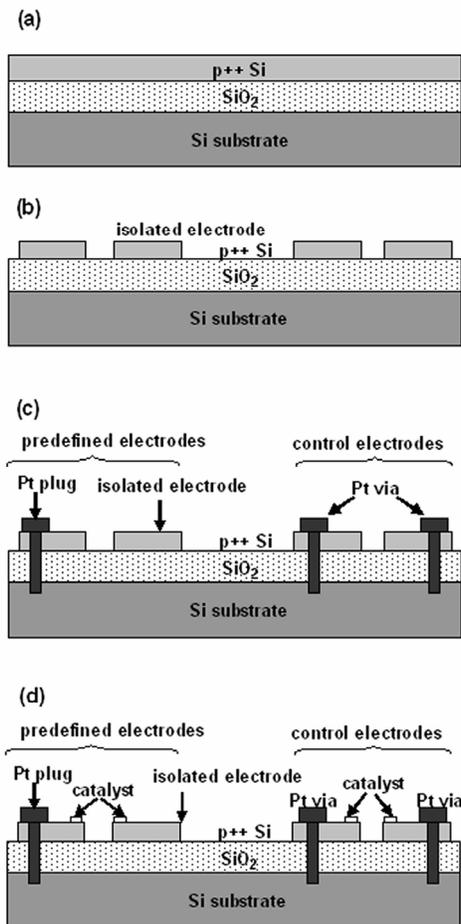 (a)
p++ Si
SiO2
Si substrate
(b)
isolated electrode
p++ Si
SiO2
Si substrate
(c)
predefined electrodes control electrodes
Pt plug isolated electrode Pt via
p++ Si
SiO2
Si substrate
(d)
predefined electrodes control electrodes
Pt plug catalyst isolated electrode catalyst
Pt via Pt via
p++ Si
SiO2
Si substrate